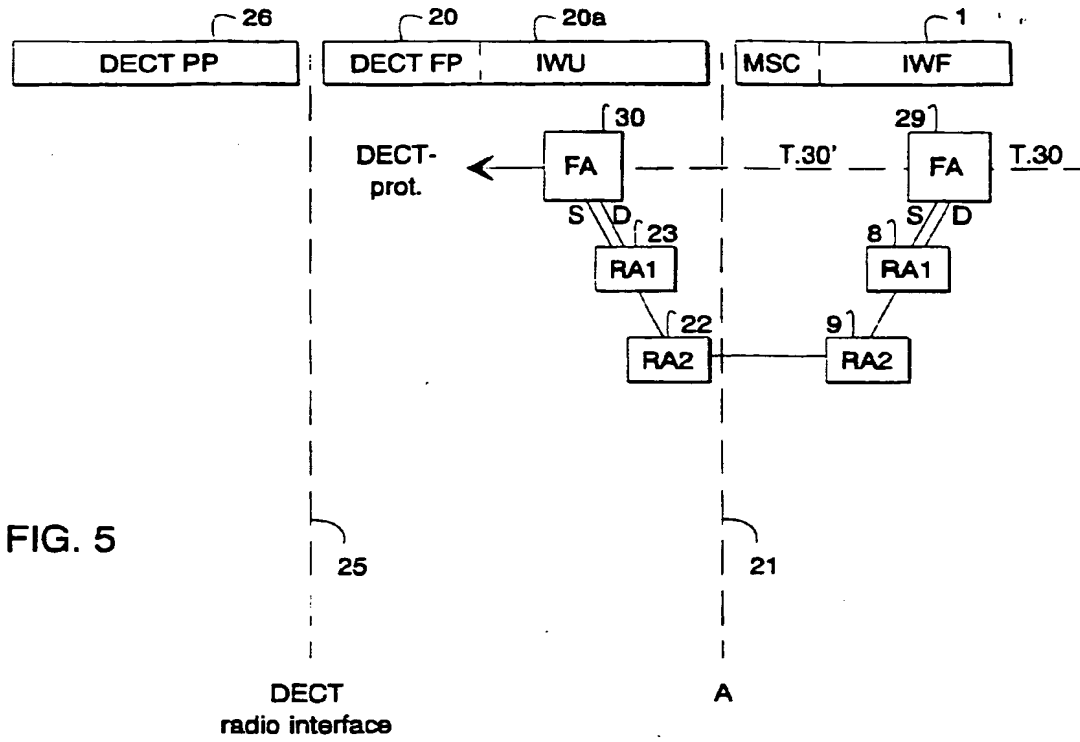 26 20 20a 1
DECT PP DECT FP IWU MSC IWF
30 29
DECT-
prot. FA T.30' FA T.30
S D S D
23 8
RA1 RA1
22 9
RA2 RA2
FIG. 5
25 21
DECT
radio interface
A